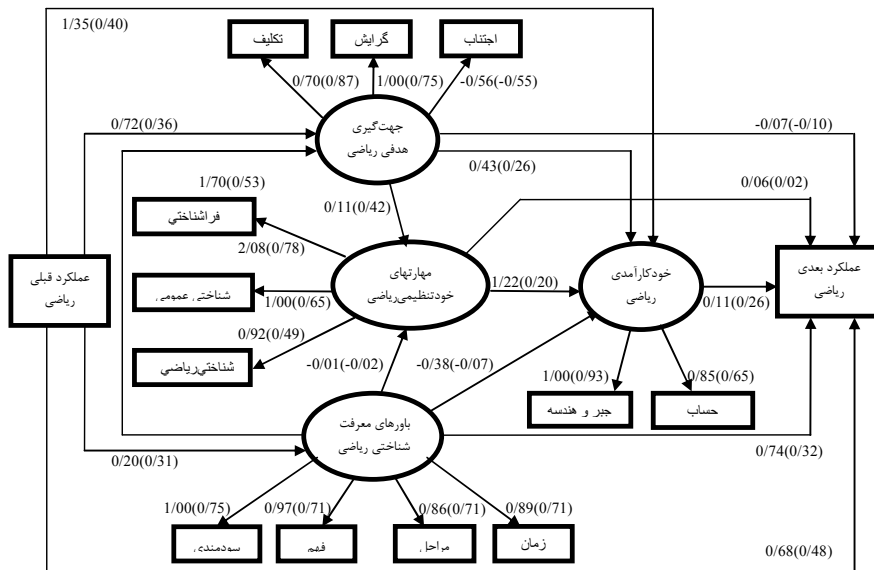 1/35(0/40)
تکلیف
گرایش
اجتناب
0/70(0/87)
1/00(0/75)
-0/56(-0/55)
جهت‌گیری
هدفی ریاضی
0/72(0/36)
-0/07(-0/10)
0/43(0/26)
1/70(0/53)
0/11(0/42)
0/06(0/02)
فراشناختي
2/08(0/78)
عملکرد قبلی
ریاضی
مهارتهای
خودتنظیمی‌ریاضی
1/22(0/20)
خودکارآمدی
ریاضی
عملکرد بعدی
ریاضی
شناختی عمومی
1/00(0/65)
0/11(0/26)
0/92(0/49)
شناختي‌رياضي
-0/01(-0/02)
-0/38(-0/07)
1/00(0/93)
0/85(0/65)
جبر و هندسه
حساب
باورهای معرفت
شناختی ریاضی
0/20(0/31)
0/74(0/32)
1/00(0/75)
0/97(0/71)
0/86(0/71)
0/89(0/71)
سودمندی
فهم
مراحل
زمان
0/68(0/48)